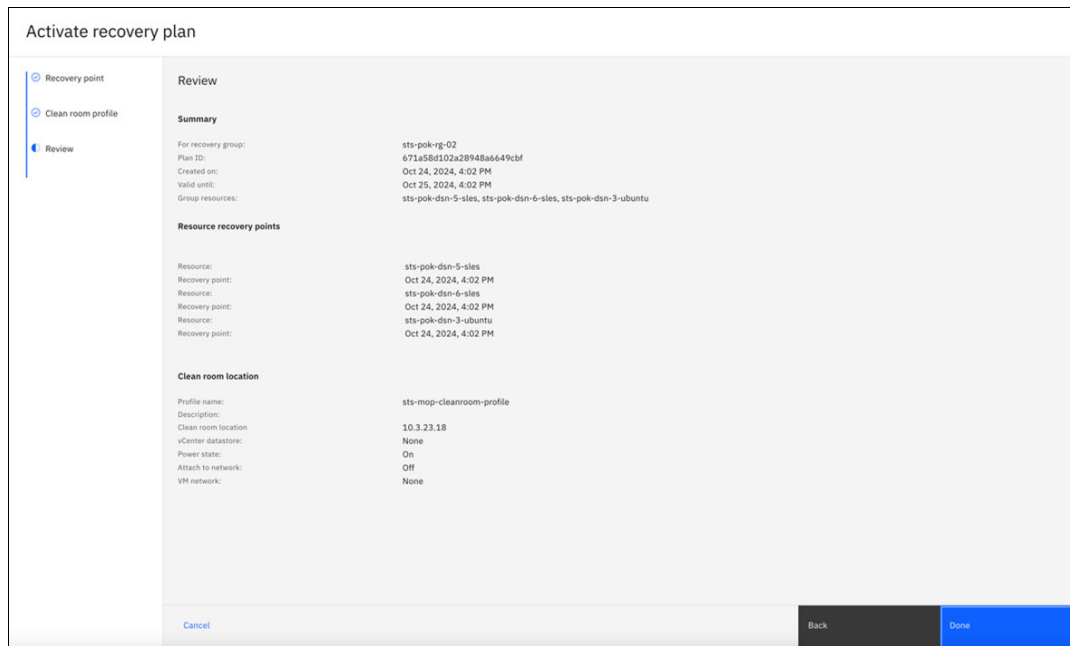 Activate recovery plan
Recovery point
Clean room profile
Review
Review
Summary
For recovery group: sts-pok-rg-02
Plan ID: 671a58d102a28948a6649cbf
Created on: Oct 24, 2024, 4:02 PM
Valid until: Oct 25, 2024, 4:02 PM
Group resources: sts-pok-dsn-5-sles, sts-pok-dsn-6-sles, sts-pok-dsn-3-ubuntu
Resource recovery points
Resource: sts-pok-dsn-5-sles
Recovery point: Oct 24, 2024, 4:02 PM
Resource: sts-pok-dsn-6-sles
Recovery point: Oct 24, 2024, 4:02 PM
Resource: sts-pok-dsn-3-ubuntu
Recovery point: Oct 24, 2024, 4:02 PM
Clean room location
Profile name: sts-mop-cleanroom-profile
Description:
Clean room location 10.3.23.18
vCenter datastore: None
Power state: On
Attach to network: Off
VM network: None
Cancel
Back
Done